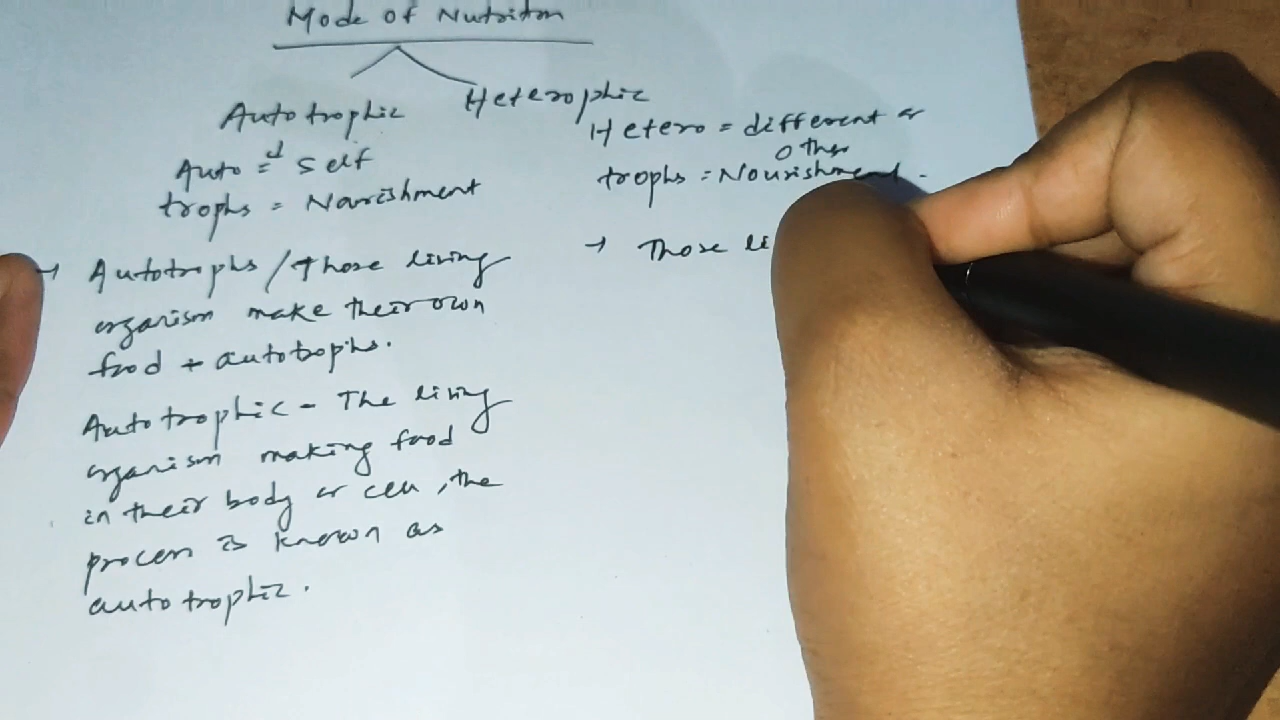 Mode of Nutrition
Autotrophic
Heterophic
Auto = Self
trophs = Narishment
Hetero = different or
Other
trophs = Nourishment.
→ Autotrophs / Those living
organism make their own
food → autotrophs.
Autotrophic - The living
organism making food
in their body or cell, the
process is known as
autotrophic.
→ Those li